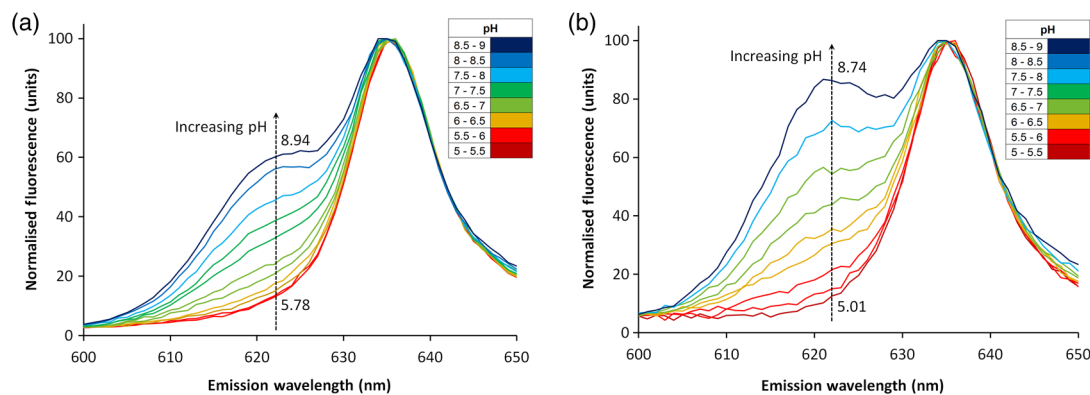 (a)
Normalised fluorescence (units)
100
80
60
40
20
0
600
610
620
630
640
650
Emission wavelength (nm)
Increasing pH
8.94
5.78
pH
8.5 - 9
8 - 8.5
7.5 - 8
7 - 7.5
6.5 - 7
6 - 6.5
5.5 - 6
5 - 5.5
(b)
Normalised fluorescence (units)
100
80
60
40
20
0
600
610
620
630
640
650
Emission wavelength (nm)
Increasing pH
8.74
5.01
pH
8.5 - 9
8 - 8.5
7.5 - 8
7 - 7.5
6.5 - 7
6 - 6.5
5.5 - 6
5 - 5.5